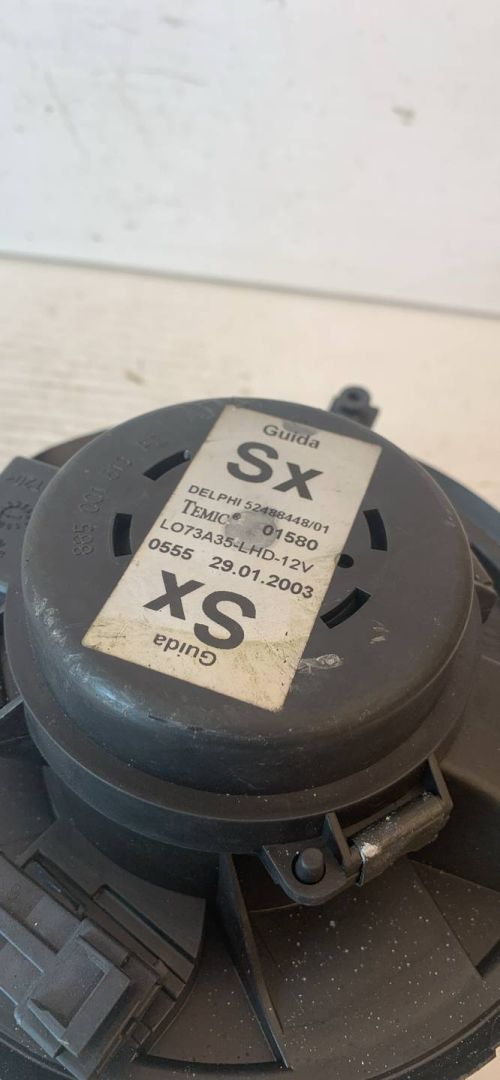 Guida
Sx
DELPHI 52488448/01
TEMIC® 01580
LO73A35-LHD-12V
0555 29.01.2003
Sx
Guida